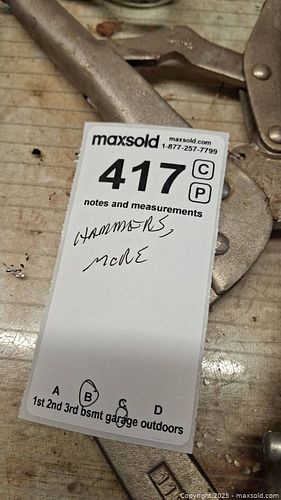 maxsold maxsold.com
1-877-257-7799
417 C
P
notes and measurements
HAMMERS,
MORE
A B C D
1st 2nd 3rd bsmt garage outdoors
11
Copyright ©2025 - maxsold.com